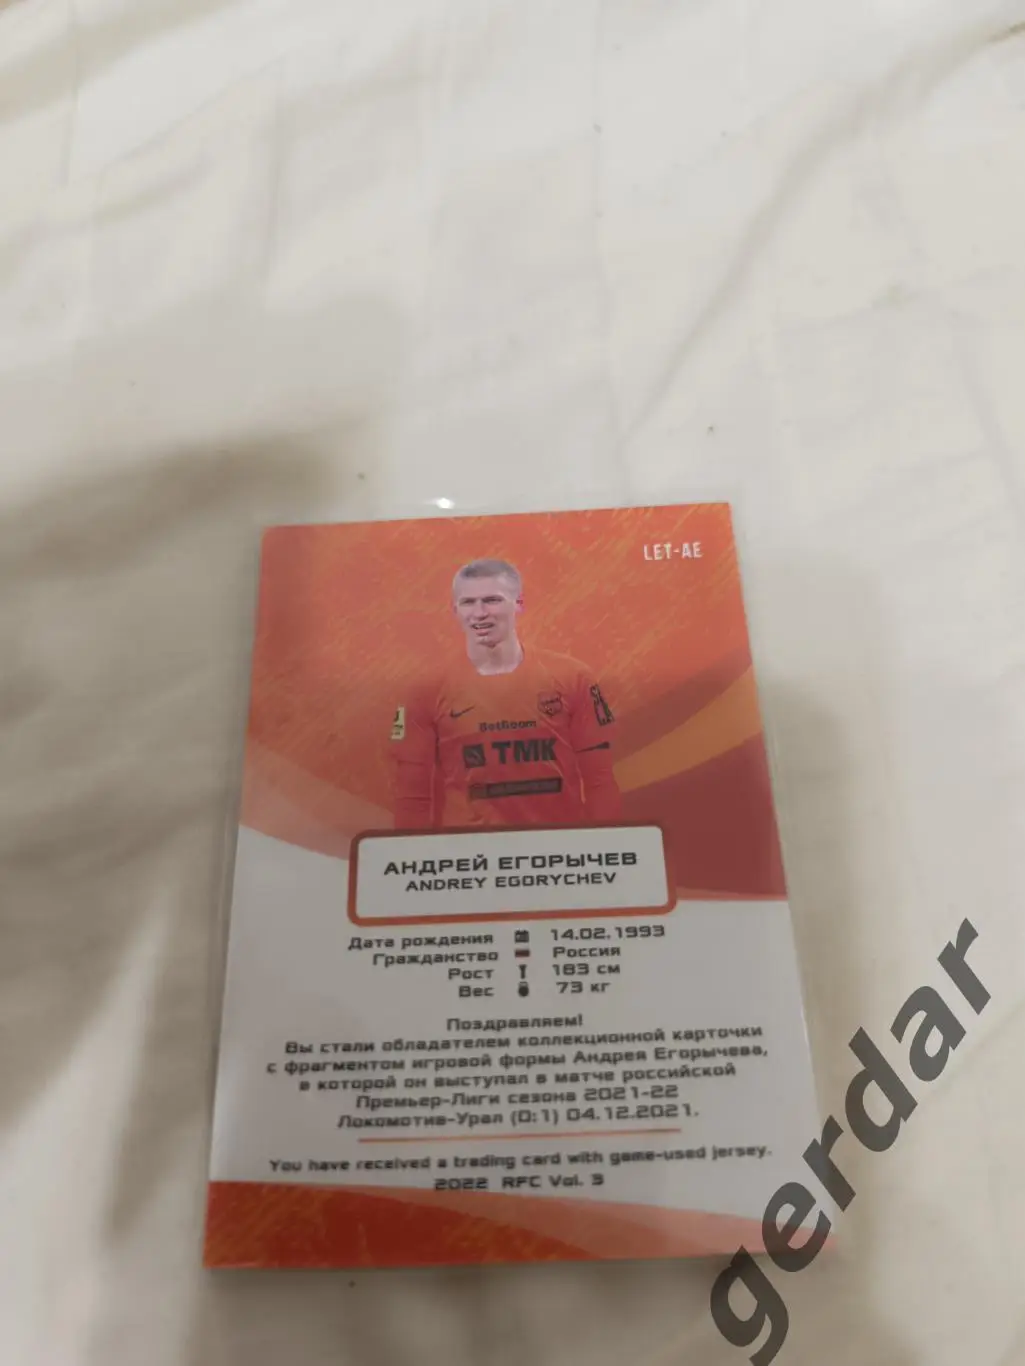 LET-AE
BetBoom
ТМК
АНДРЕЙ ЕГОРЫЧЕВ
ANDREY EGORYCHEV
Дата рождения 14.02.1993
Гражданство Россия
Рост 183 см
Вес 73 кг
Поздравляем!
Вы стали обладателем коллекционной карточки
с фрагментом игровой формы Андрея Егорычева,
в которой он выступал в матче российской
Премьер-Лиги сезона 2021-22
Локомотив-Урал (0:1) 04.12.2021.
You have received a trading card with game-used jersey.
2022 RFC Vol. 3
gerdar